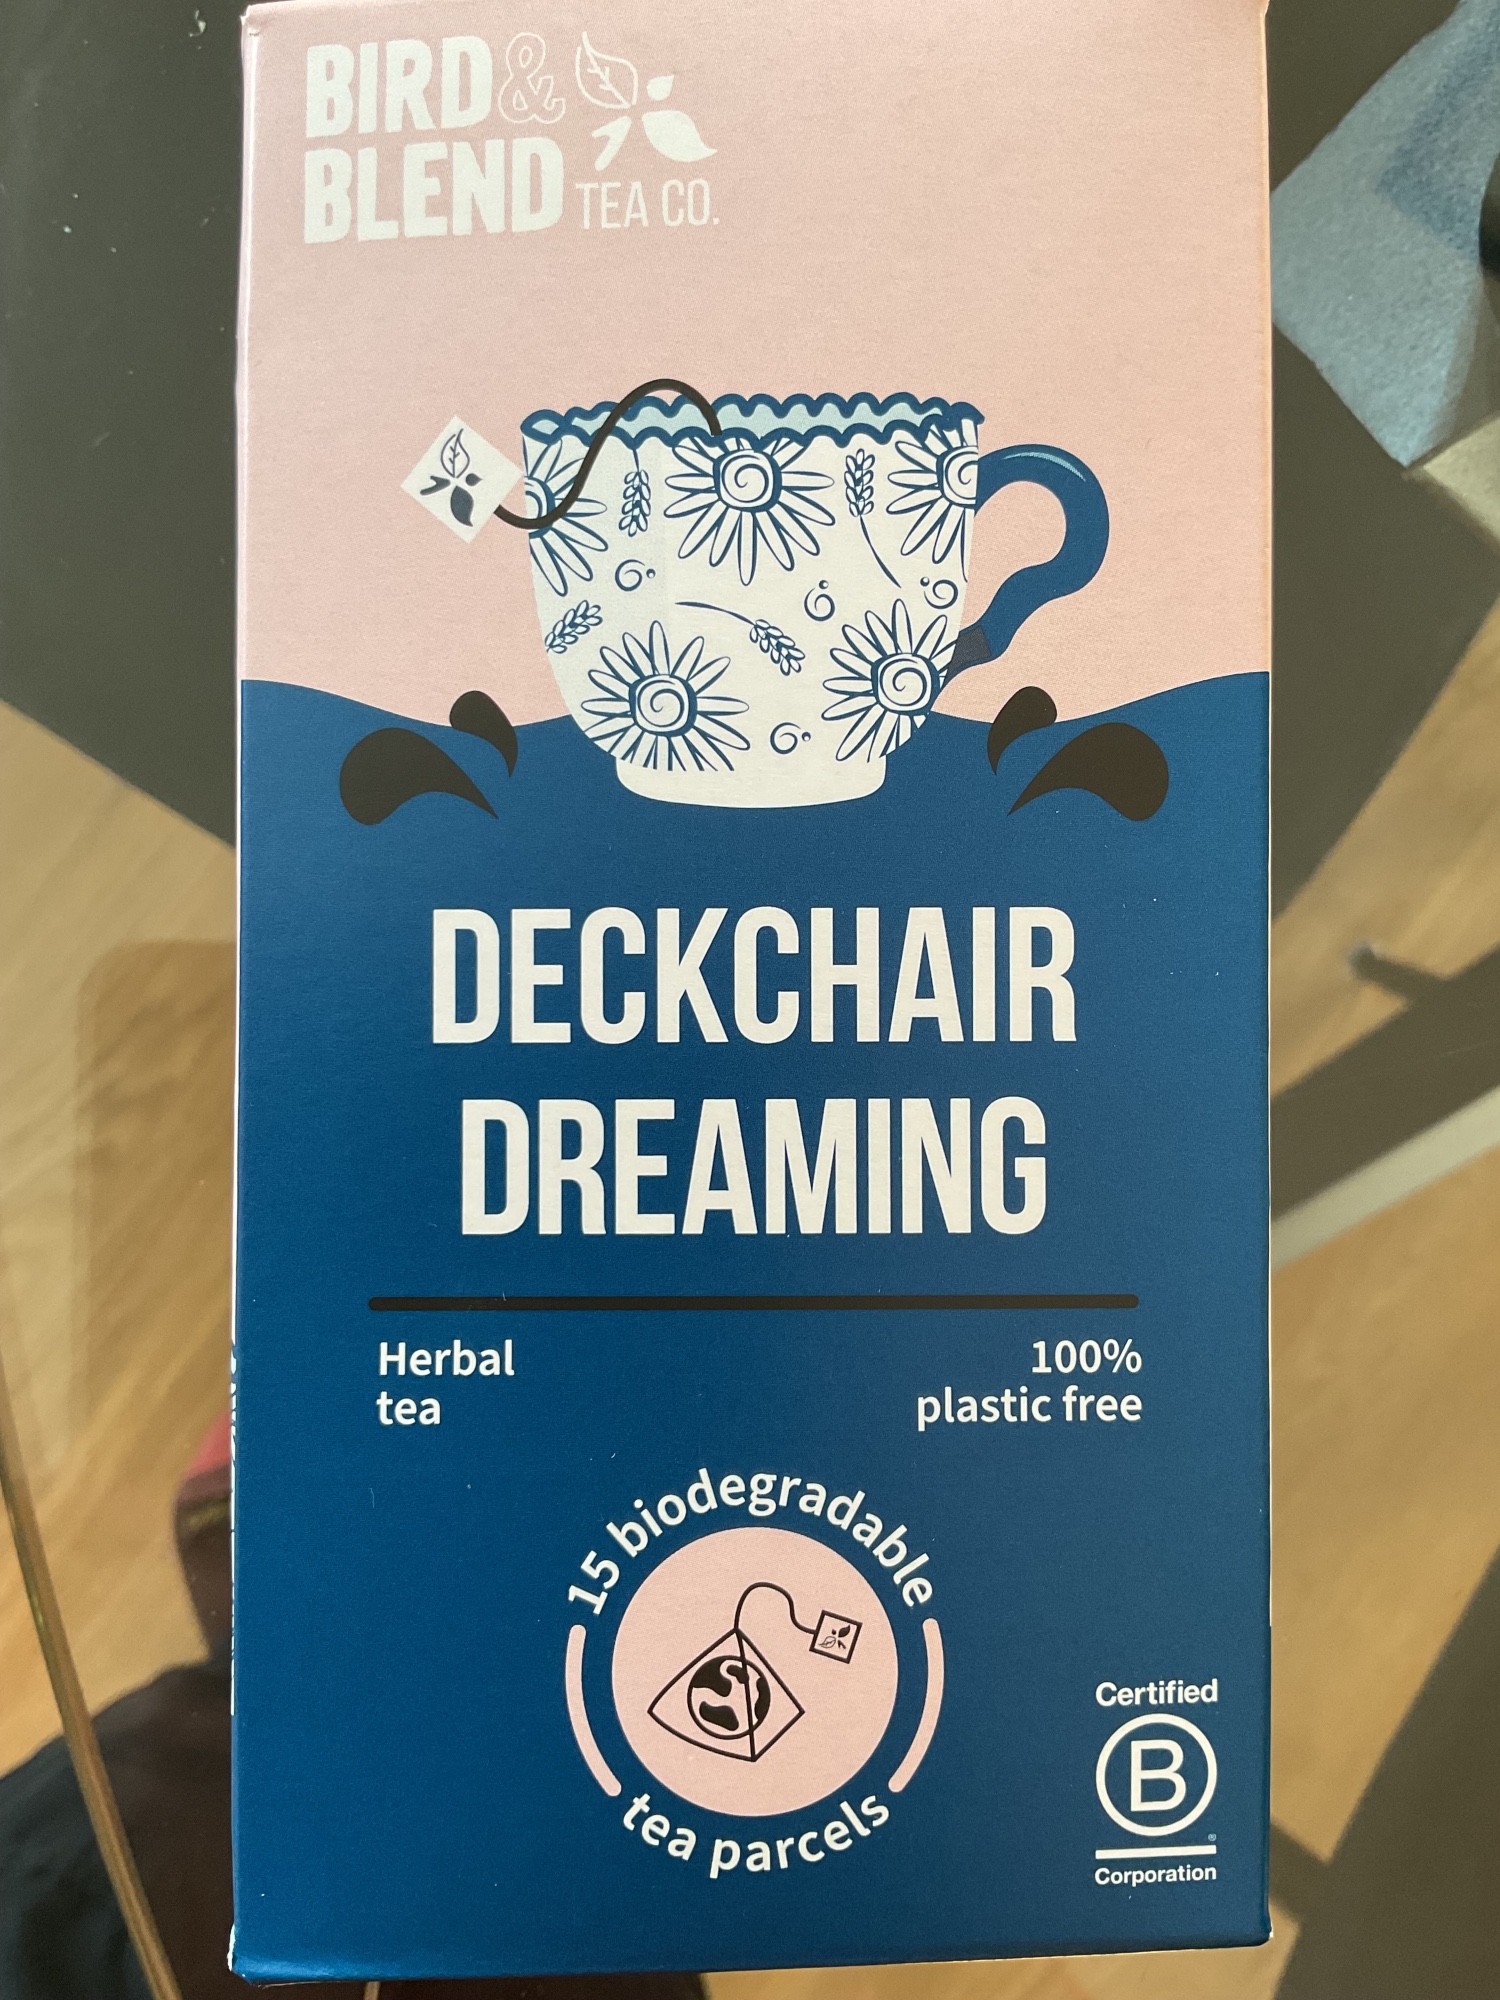 BIRD &
BLEND TEA CO.
DECKCHAIR
DREAMING
Herbal
tea
100%
plastic free
15 biodegradable
tea parcels
Certified
B
®
Corporation